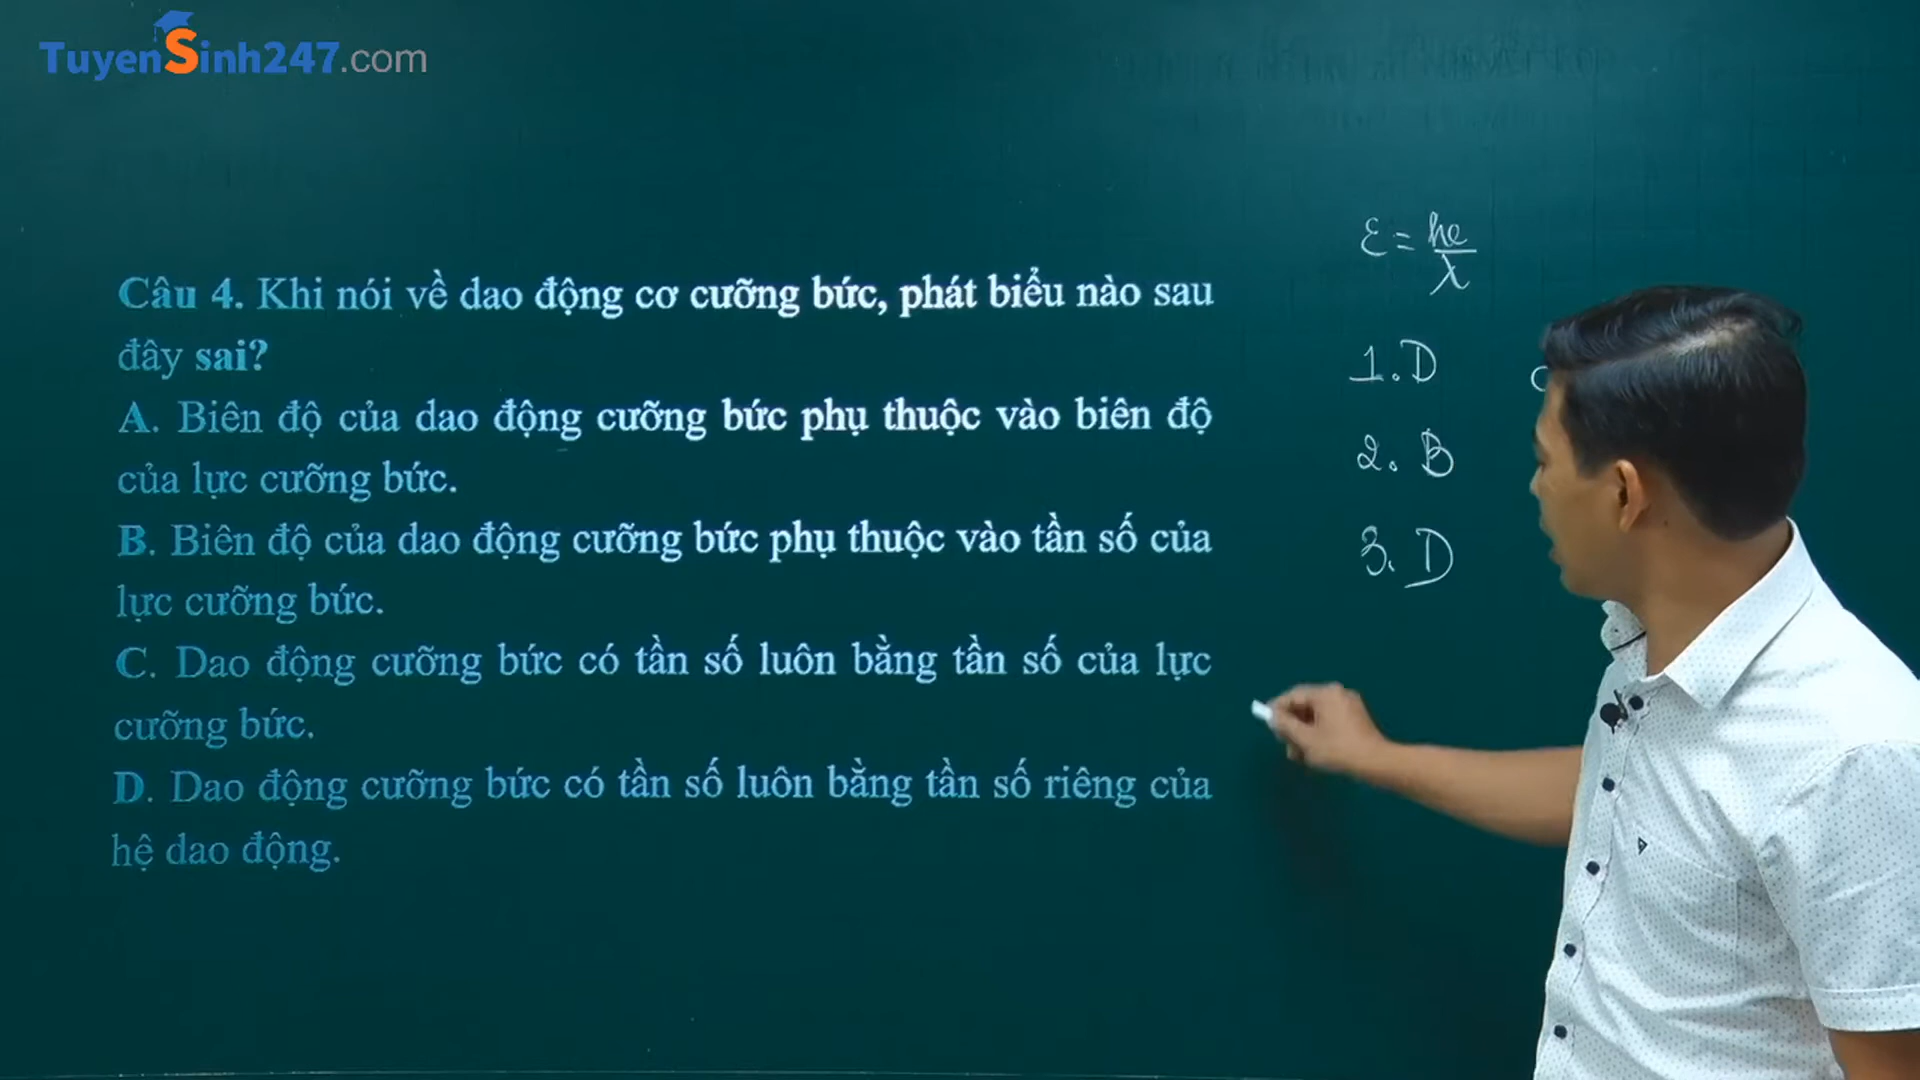 TuyenSinh247.com
Câu 4. Khi nói về dao động cơ cưỡng bức, phát biểu nào sau
đây sai?
A. Biên độ của dao động cưỡng bức phụ thuộc vào biên độ
của lực cưỡng bức.
B. Biên độ của dao động cưỡng bức phụ thuộc vào tần số của
lực cưỡng bức.
C. Dao động cưỡng bức có tần số luôn bằng tần số của lực
cưỡng bức.
D. Dao động cưỡng bức có tần số luôn bằng tần số riêng của
hệ dao động.
ε = hc/λ
1. D
2. B
3. D